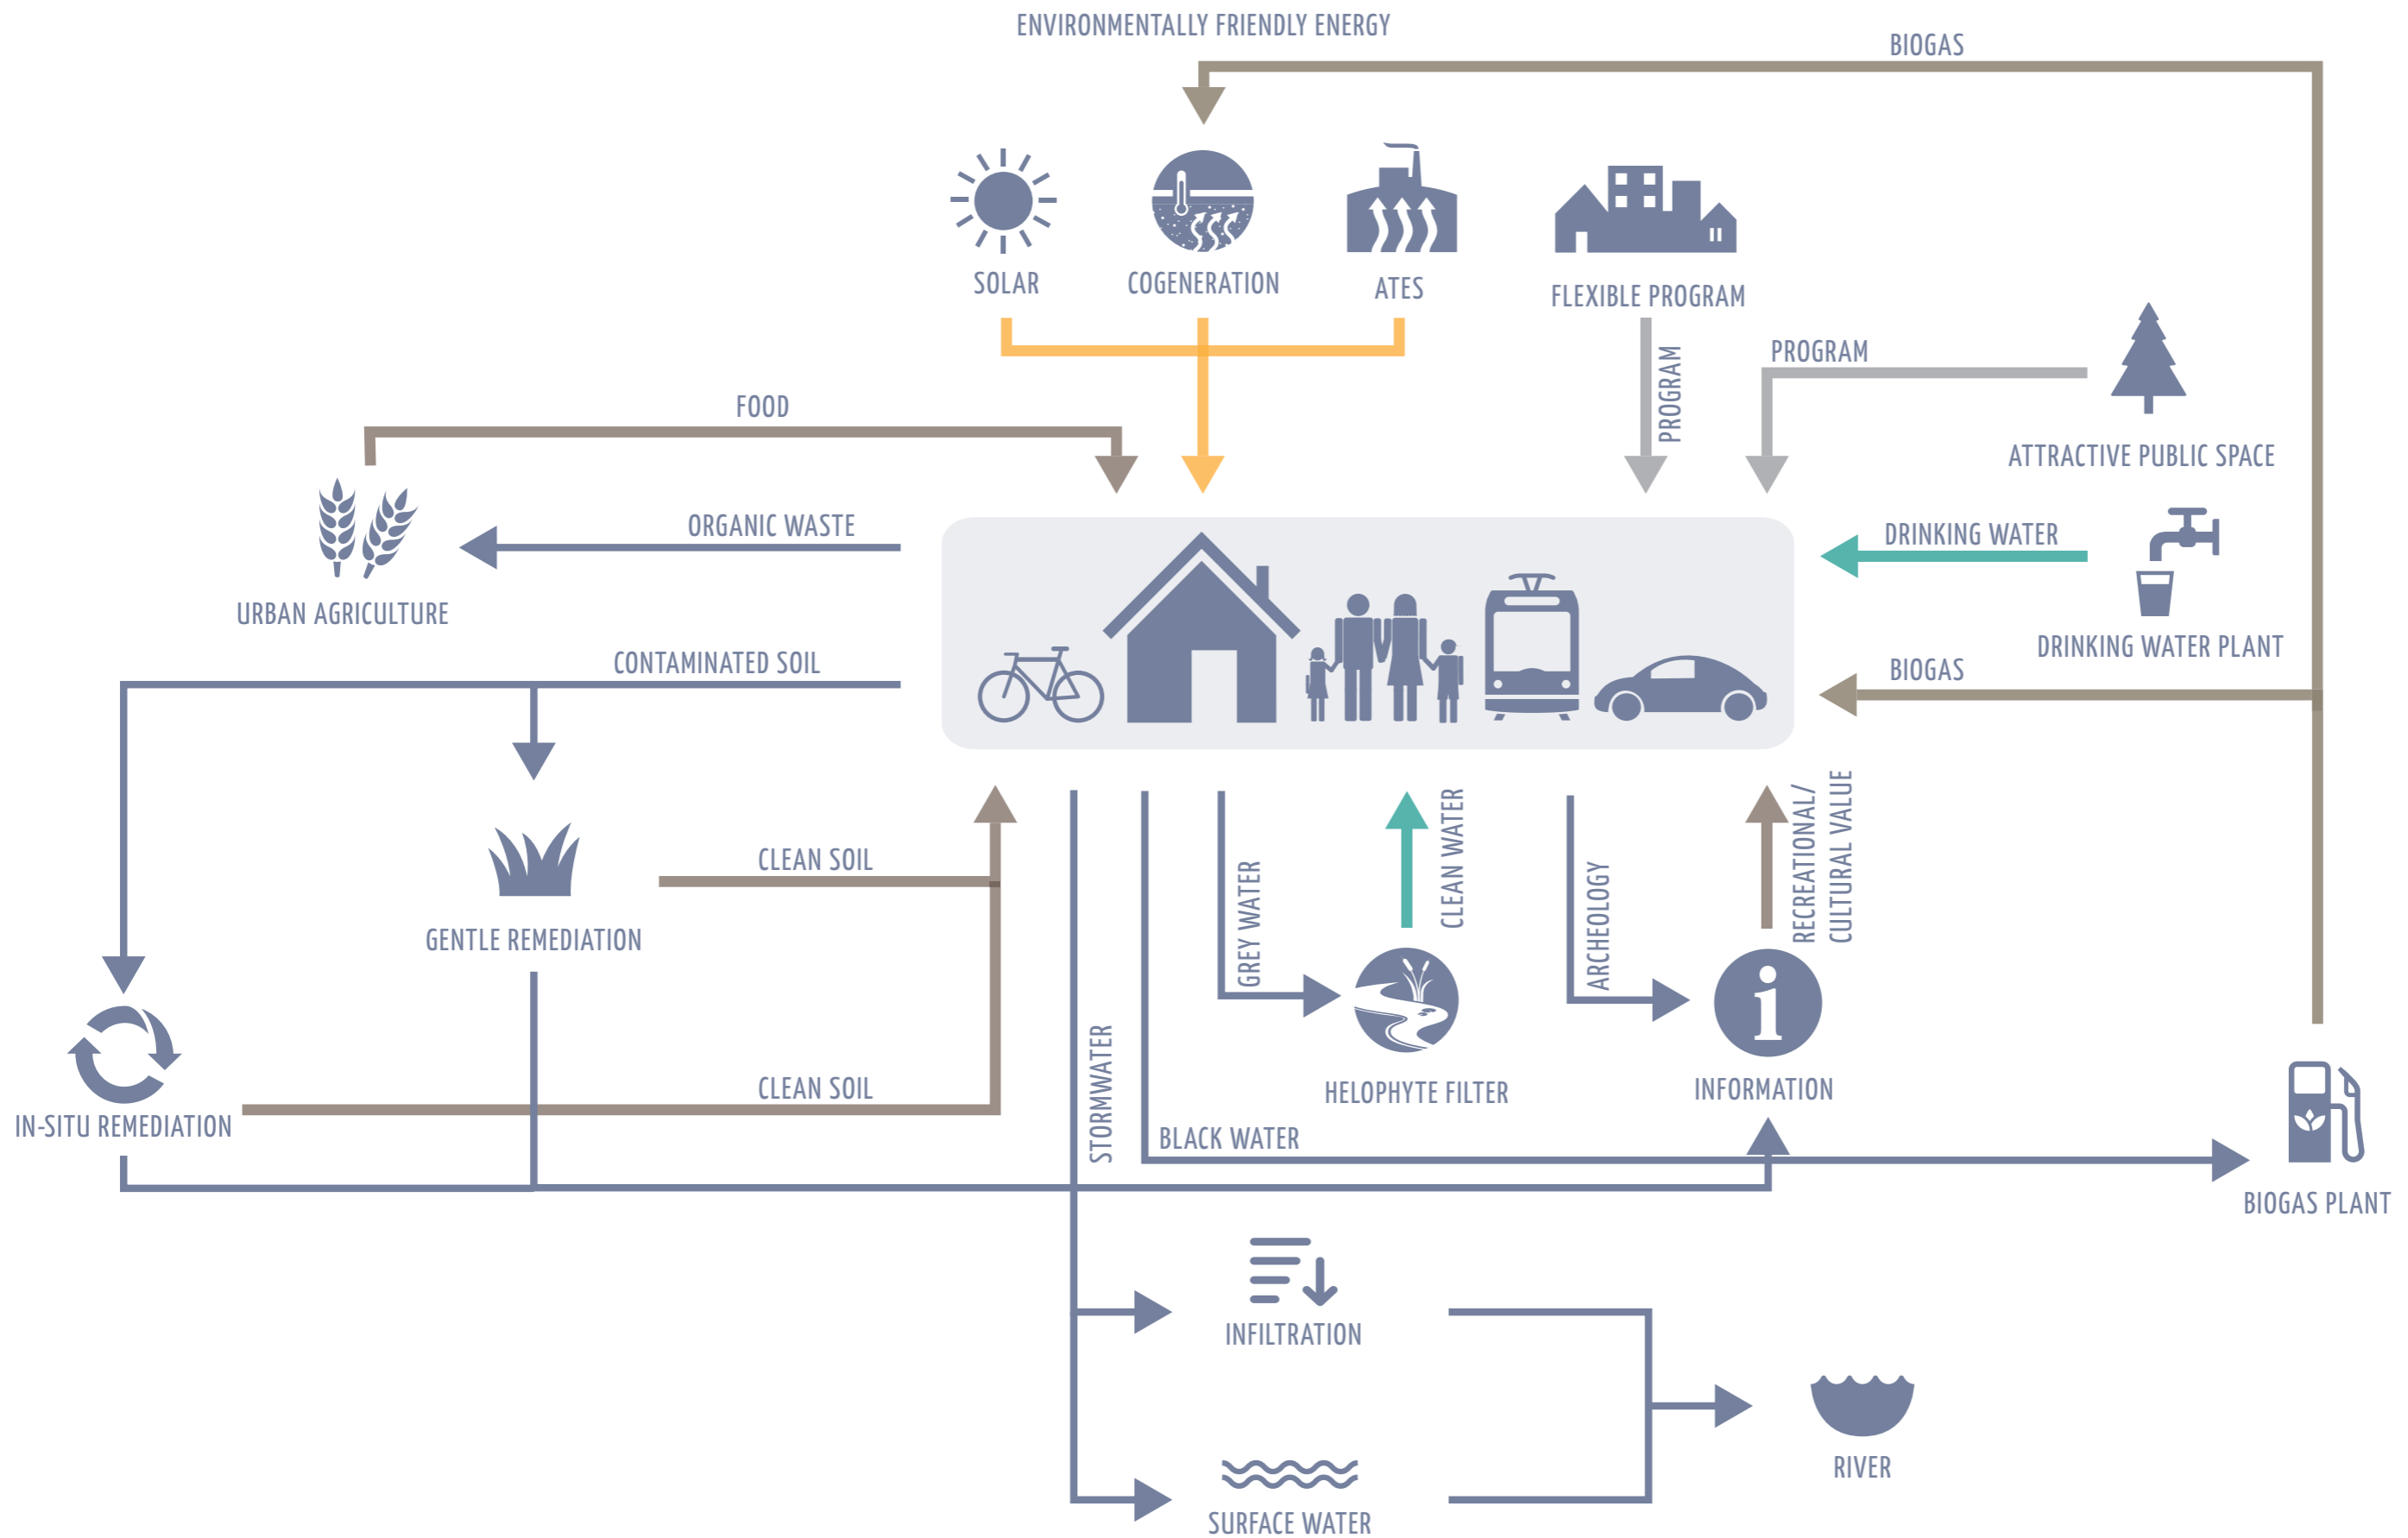 ENVIRONMENTALLY FRIENDLY ENERGY
BIOGAS
SOLAR
COGENERATION
ATES
FLEXIBLE PROGRAM
PROGRAM
PROGRAM
ATTRACTIVE PUBLIC SPACE
FOOD
ORGANIC WASTE
URBAN AGRICULTURE
DRINKING WATER
DRINKING WATER PLANT
CONTAMINATED SOIL
BIOGAS
CLEAN SOIL
GENTLE REMEDIATION
GREY WATER
CLEAN WATER
ARCHEOLOGY
RECREATIONAL/
CULTURAL VALUE
CLEAN SOIL
IN-SITU REMEDIATION
STORMWATER
HELOPHYTE FILTER
INFORMATION
BLACK WATER
BIOGAS PLANT
INFILTRATION
RIVER
SURFACE WATER